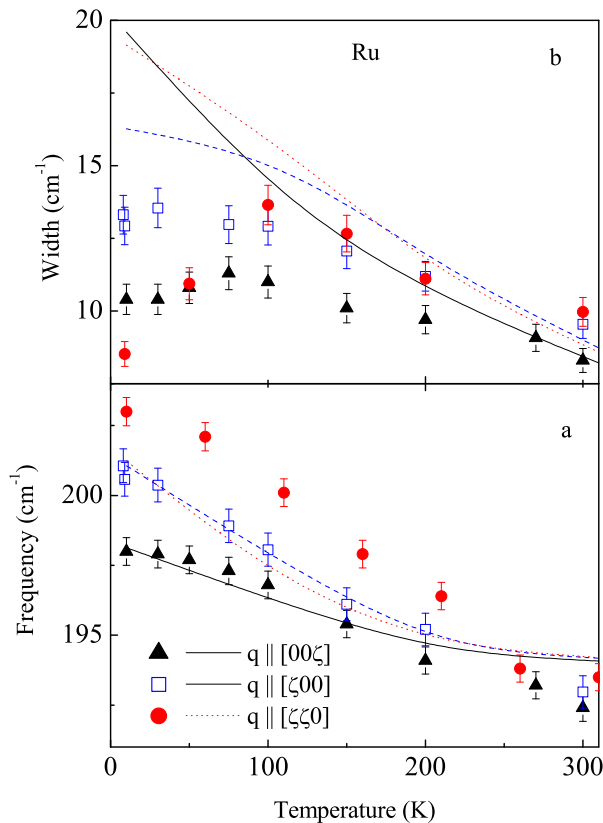 20
Ru
b
15
10
Width (cm⁻¹)
a
200
195
Frequency (cm⁻¹)
q || [00ζ]
q || [ζ00]
q || [ζζ0]
0 100 200 300
Temperature (K)